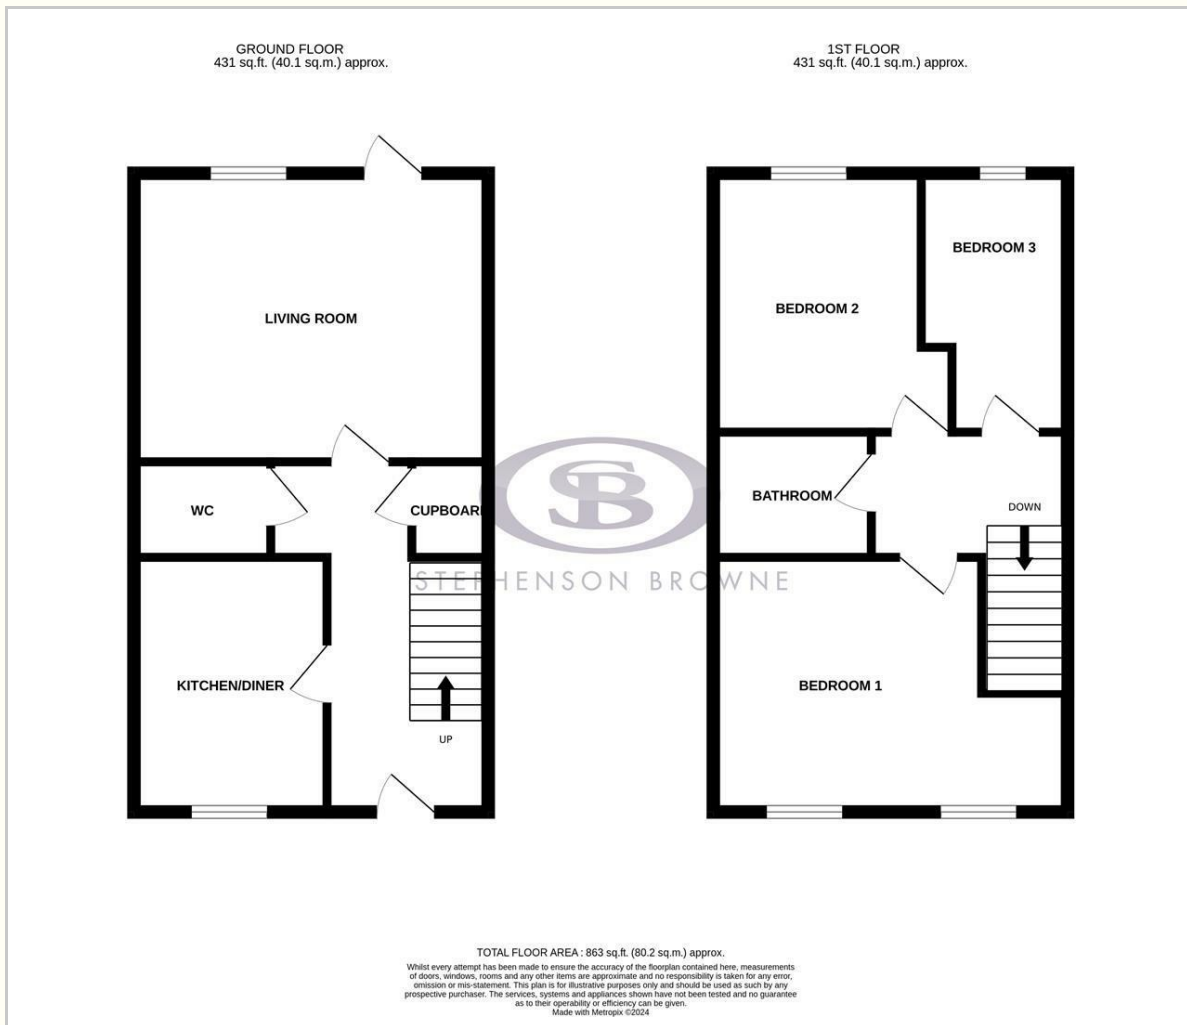 GROUND FLOOR
431 sq.ft. (40.1 sq.m.) approx.
LIVING ROOM
WC
CUPBOAR
KITCHEN/DINER
UP
1ST FLOOR
431 sq.ft. (40.1 sq.m.) approx.
BEDROOM 3
BEDROOM 2
BATHROOM
DOWN
BEDROOM 1
SB
STEPHENSON BROWNE
TOTAL FLOOR AREA : 863 sq.ft. (80.2 sq.m.) approx.
Whilst every attempt has been made to ensure the accuracy of the floorplan contained here, measurements
of doors, windows, rooms and any other items are approximate and no responsibility is taken for any error,
omission or mis-statement. This plan is for illustrative purposes only and should be used as such by any
prospective purchaser. The services, systems and appliances shown have not been tested and no guarantee
as to their operability or efficiency can be given.
Made with Metropix ©2024